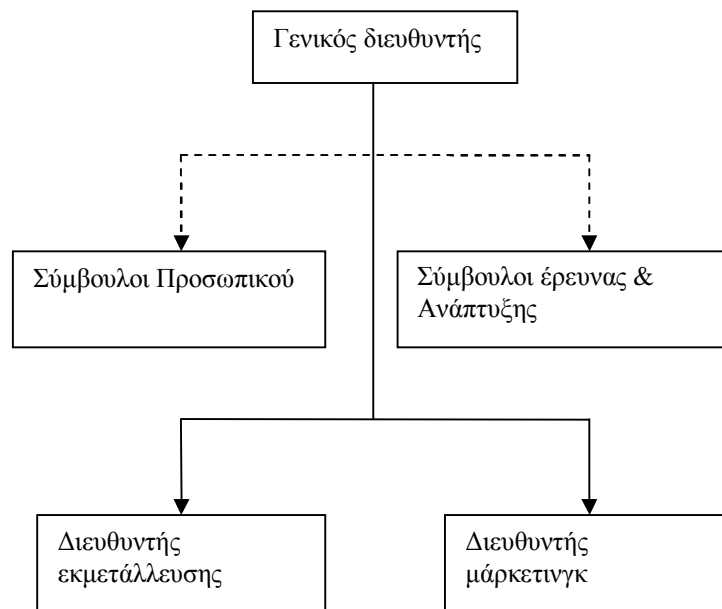 Γενικός διευθυντής
Σύμβουλοι Προσωπικού
Σύμβουλοι έρευνας &
Ανάπτυξης
Διευθυντής
εκμετάλλευσης
Διευθυντής
μάρκετινγκ